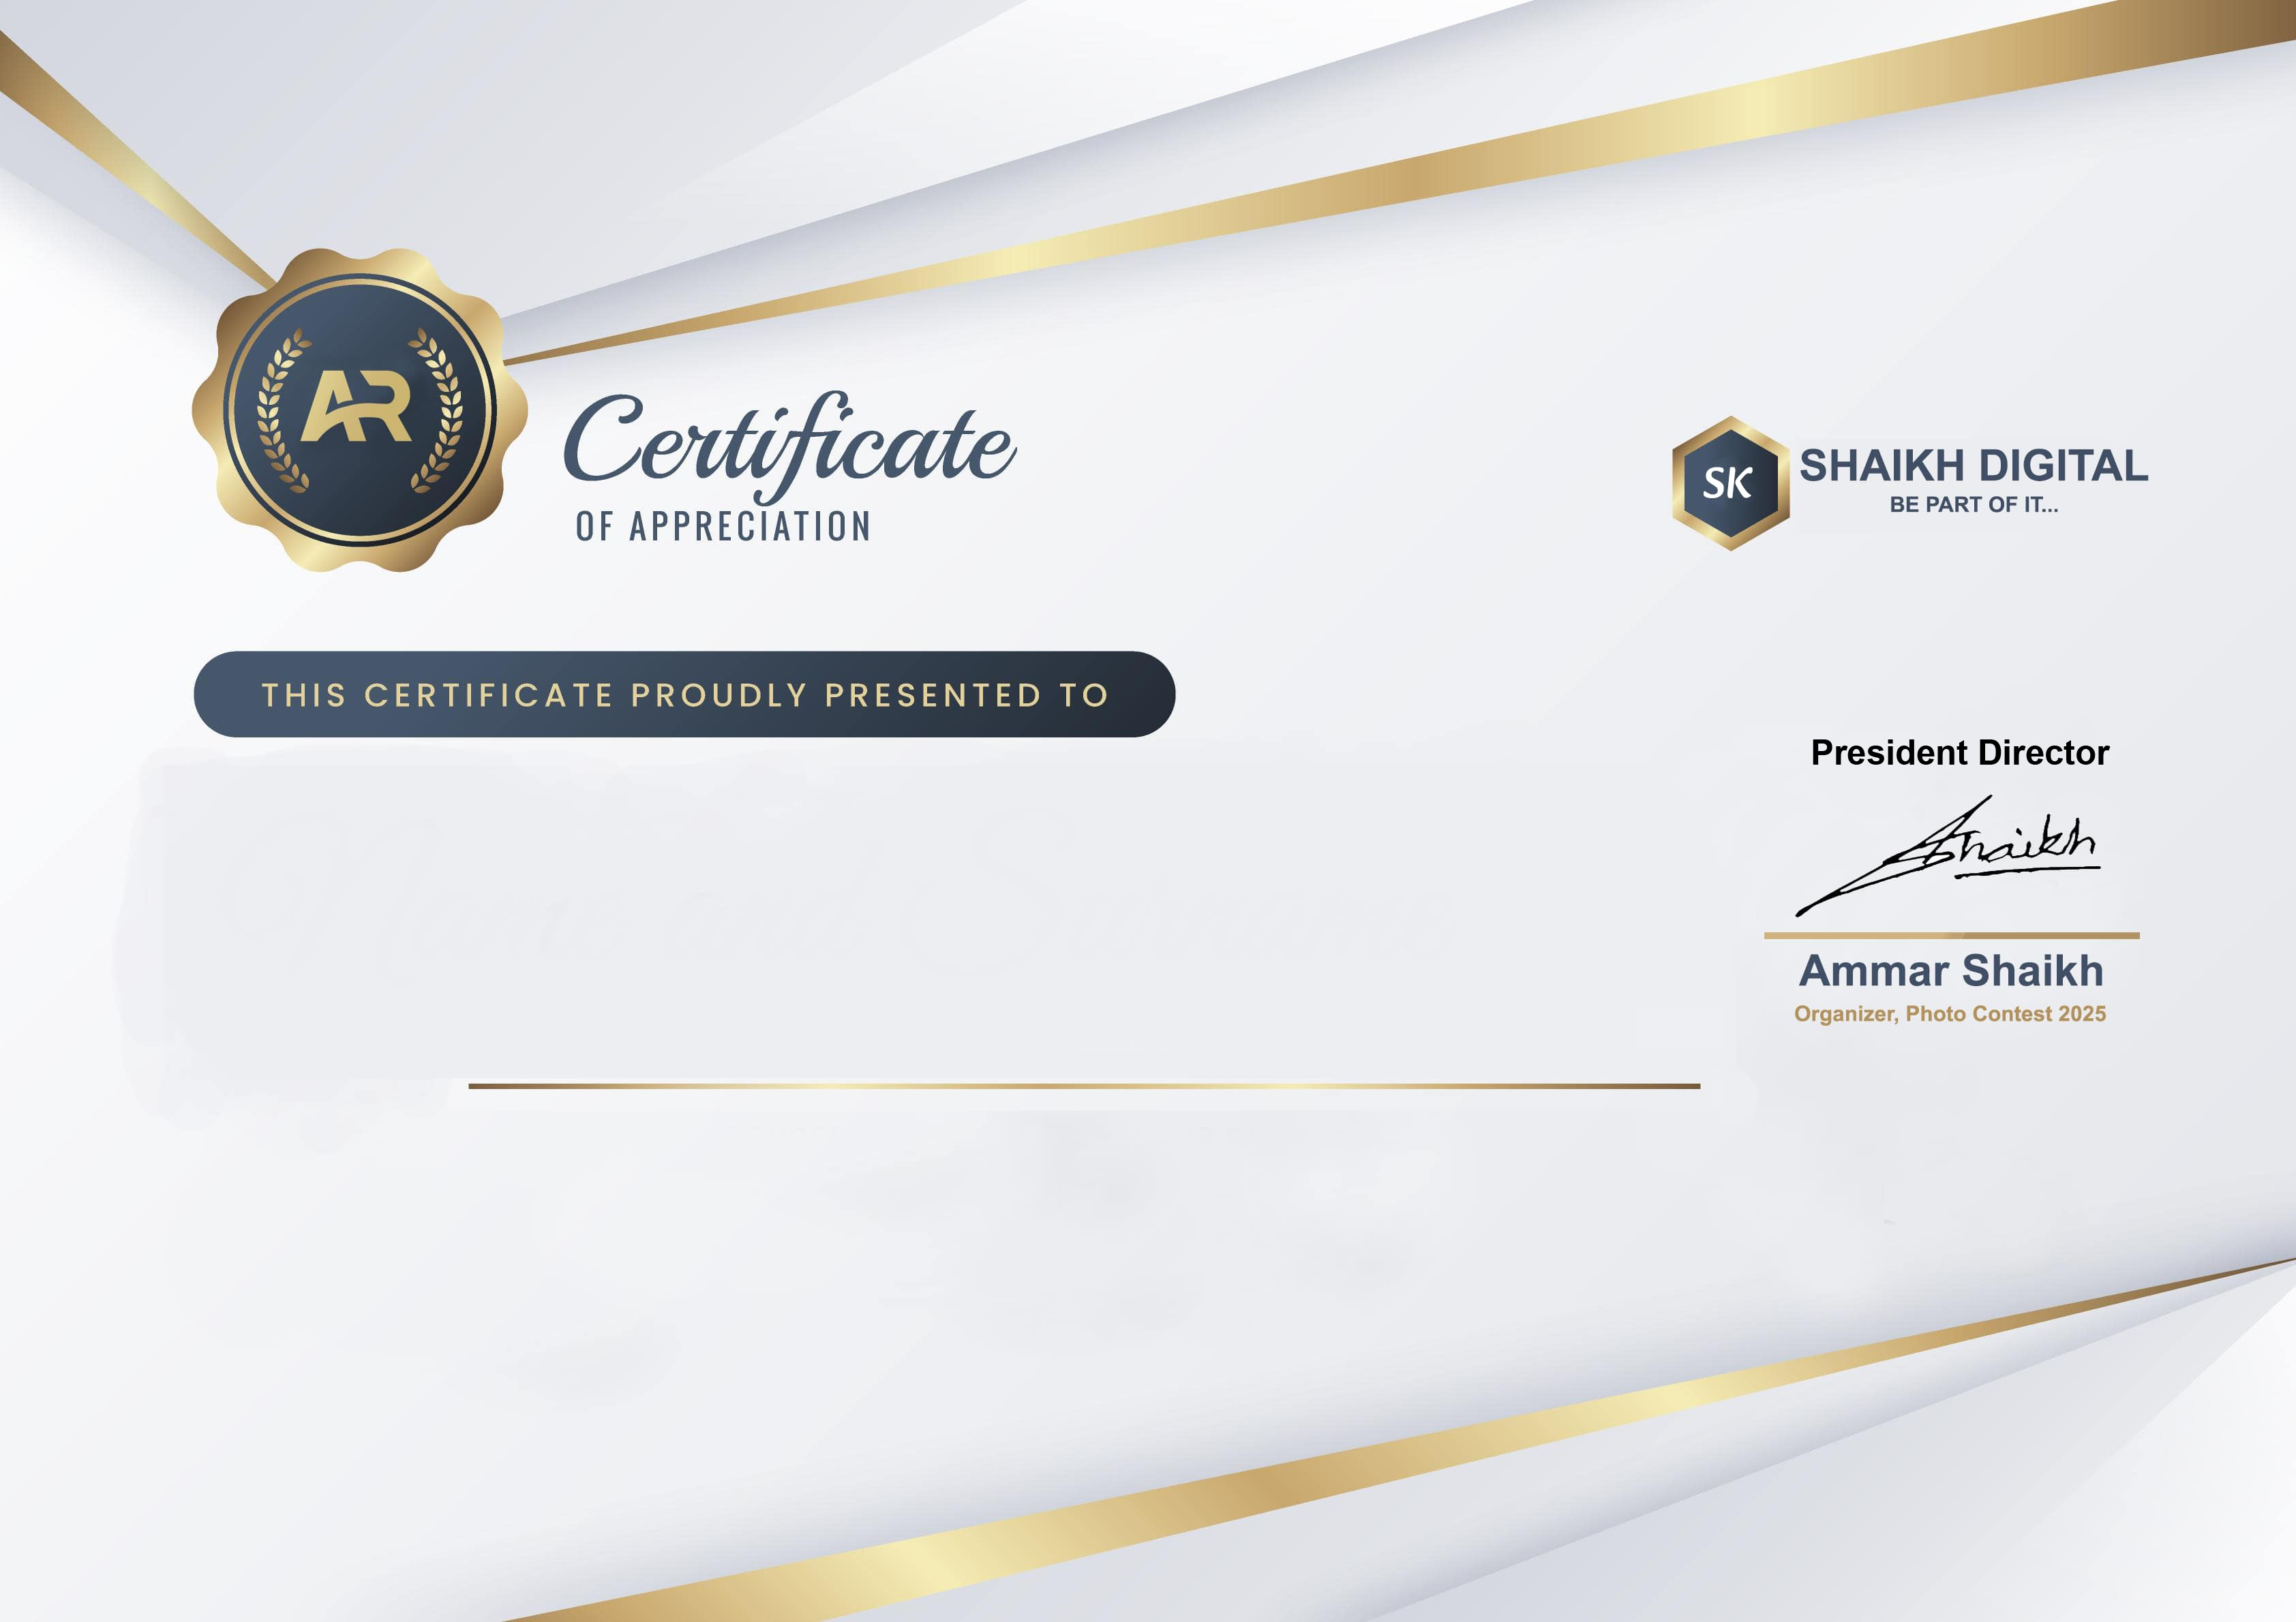 AR
Certificate
OF APPRECIATION
SK
SHAIKH DIGITAL
BE PART OF IT...
THIS CERTIFICATE PROUDLY PRESENTED TO
President Director
Shaikh
Ammar Shaikh
Organizer, Photo Contest 2025